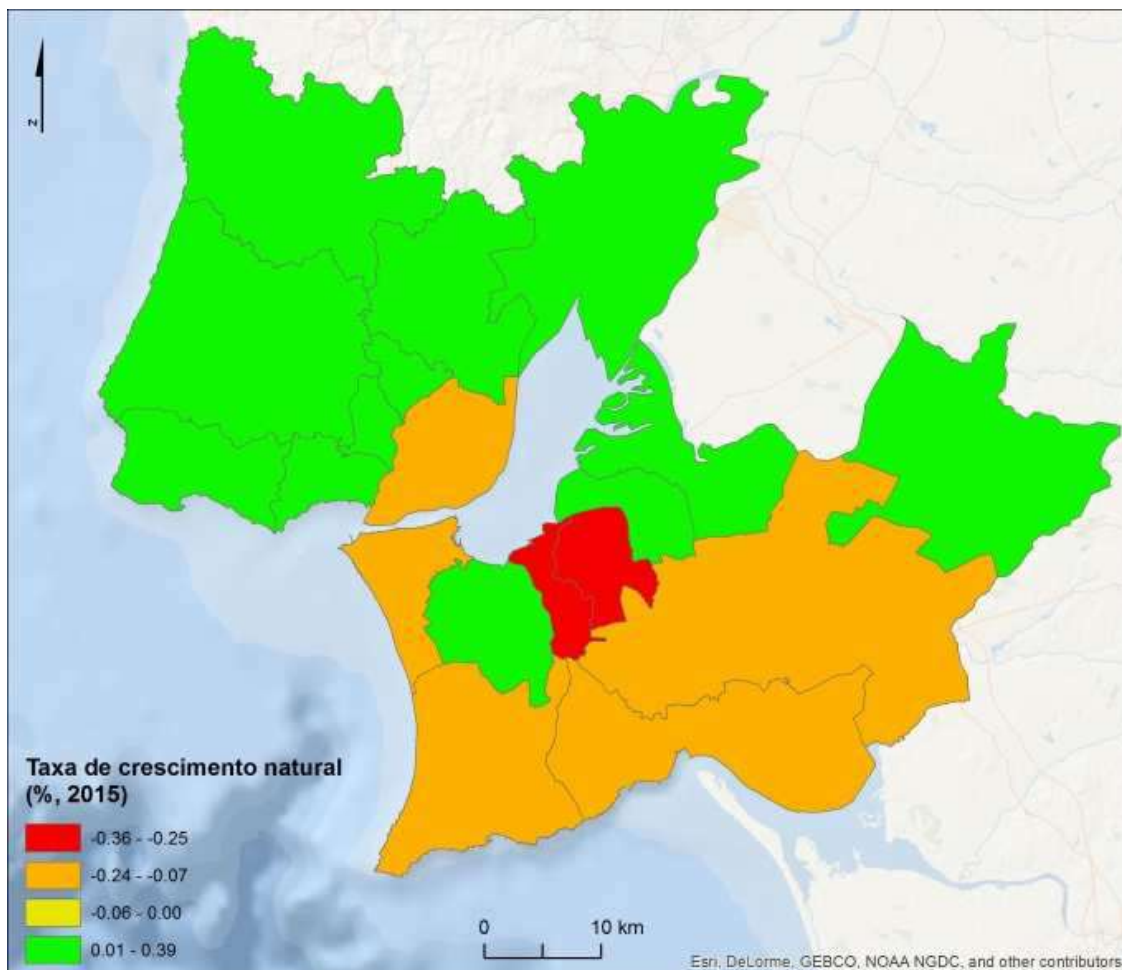 z
Taxa de crescimento natural
(%, 2015)
-0.36 - -0.25
-0.24 - -0.07
-0.06 - 0.00
0.01 - 0.39
0 10 km
Esri, DeLorme, GEBCO, NOAA NGDC, and other contributors